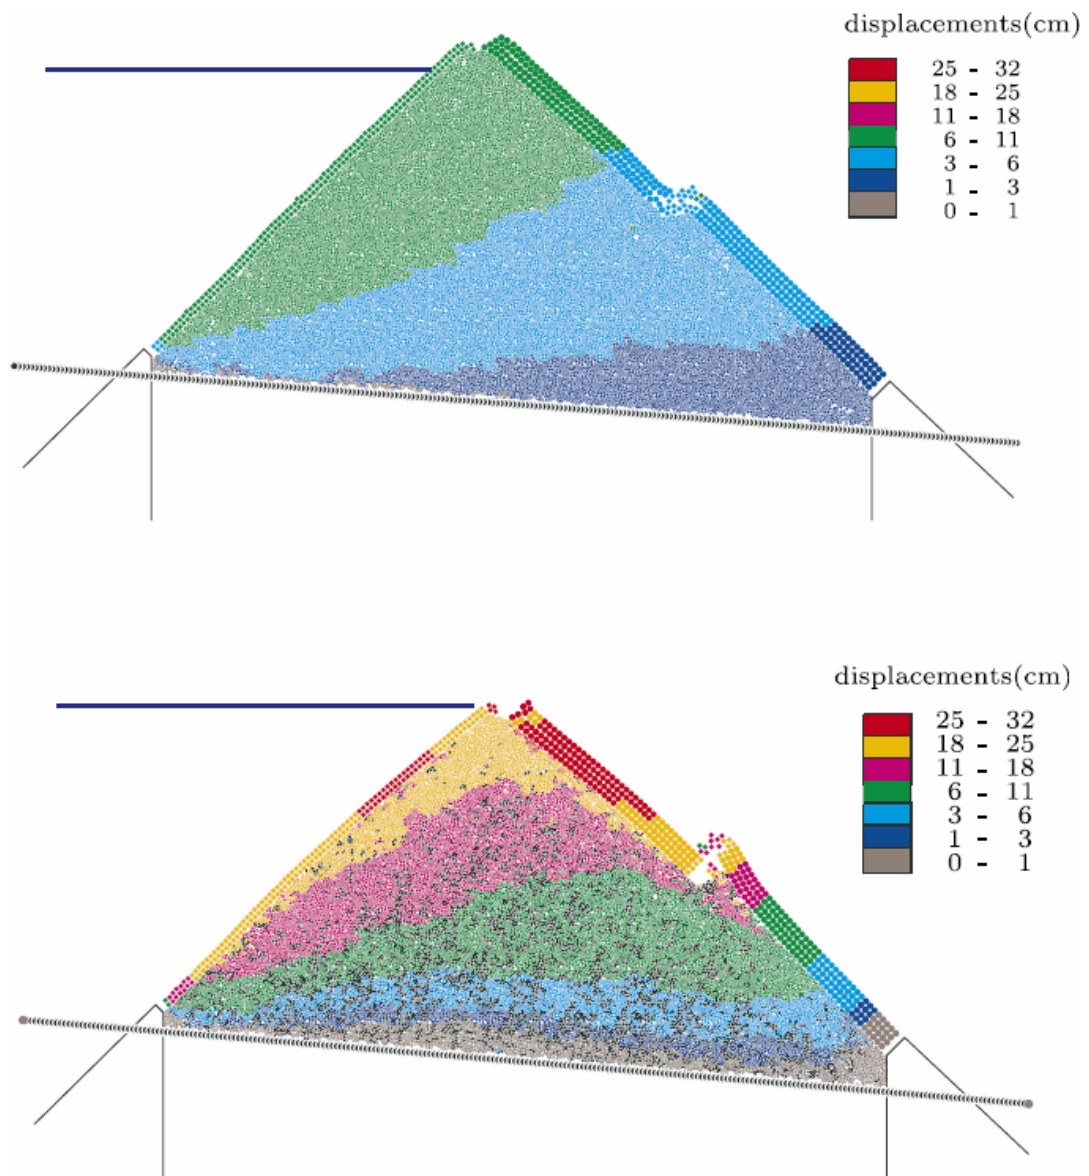 displacements(cm)
25 - 32
18 - 25
11 - 18
6 - 11
3 - 6
1 - 3
0 - 1
displacements(cm)
25 - 32
18 - 25
11 - 18
6 - 11
3 - 6
1 - 3
0 - 1